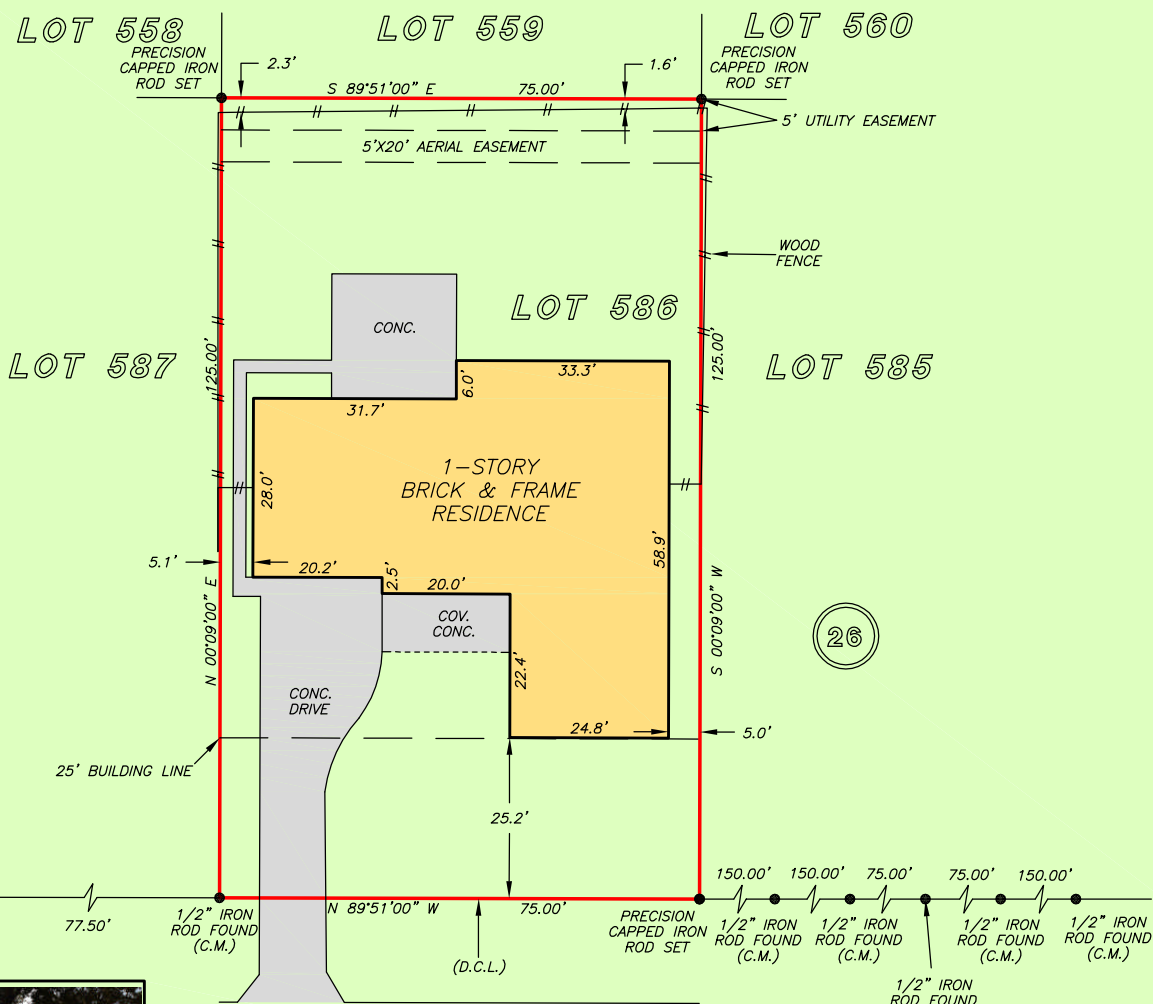 LOT 558
LOT 559
LOT 560
PRECISION
CAPPED IRON
ROD SET
2.3'
1.6'
PRECISION
CAPPED IRON
ROD SET
S 89°51'00" E
75.00'
5' UTILITY EASEMENT
5'X20' AERIAL EASEMENT
WOOD
FENCE
LOT 586
CONC.
LOT 587
125.00'
125.00'
LOT 585
33.3'
6.0'
31.7'
1-STORY
BRICK & FRAME
RESIDENCE
28.0'
58.9'
5.1'
20.2'
2.5'
20.0'
COV.
CONC.
N 00°09'00" E
S 00°09'00" W
26
22.4'
CONC.
DRIVE
24.8'
5.0'
25' BUILDING LINE
25.2'
150.00'
150.00'
75.00'
75.00'
150.00'
77.50'
1/2" IRON
ROD FOUND
(C.M.)
N 89°51'00" W
75.00'
PRECISION
CAPPED IRON
ROD SET
1/2" IRON
ROD FOUND
(C.M.)
1/2" IRON
ROD FOUND
(C.M.)
1/2" IRON
ROD FOUND
(C.M.)
1/2" IRON
ROD FOUND
(C.M.)
(D.C.L.)
1/2" IRON
ROD FOUND